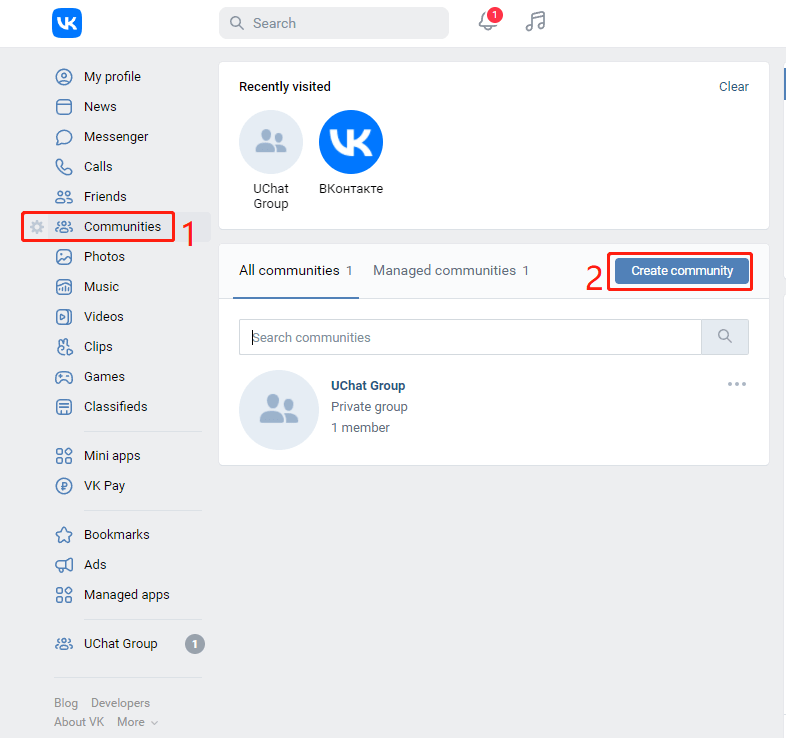 VK
Search
1
My profile
News
Messenger
Calls
Friends
Communities 1
Photos
Music
Videos
Clips
Games
Classifieds
Mini apps
VK Pay
Bookmarks
Ads
Managed apps
UChat Group 1
Blog Developers
About VK More
Recently visited Clear
VK
UChat
Group
ВКонтакте
All communities 1 Managed communities 1 2 Create community
Search communities
UChat Group
Private group
1 member